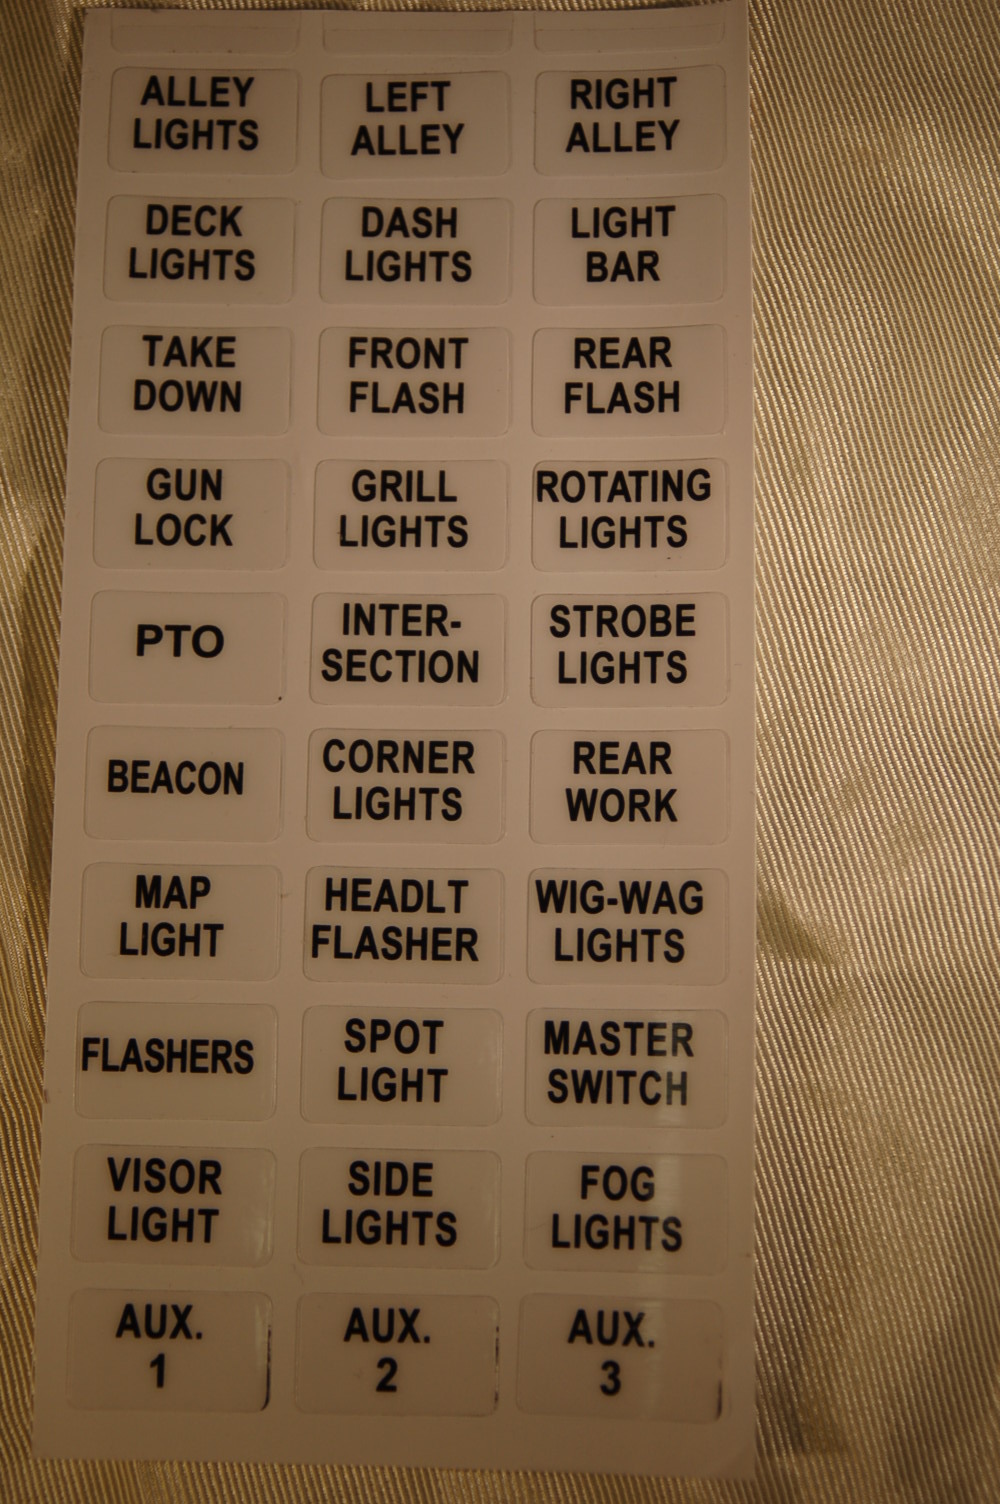 ALLEY
LIGHTS
LEFT
ALLEY
RIGHT
ALLEY
DECK
LIGHTS
DASH
LIGHTS
LIGHT
BAR
TAKE
DOWN
FRONT
FLASH
REAR
FLASH
GUN
LOCK
GRILL
LIGHTS
ROTATING
LIGHTS
PTO
INTER-
SECTION
STROBE
LIGHTS
BEACON
CORNER
LIGHTS
REAR
WORK
MAP
LIGHT
HEADLT
FLASHER
WIG-WAG
LIGHTS
FLASHERS
SPOT
LIGHT
MASTER
SWITCH
VISOR
LIGHT
SIDE
LIGHTS
FOG
LIGHTS
AUX.
1
AUX.
2
AUX.
3